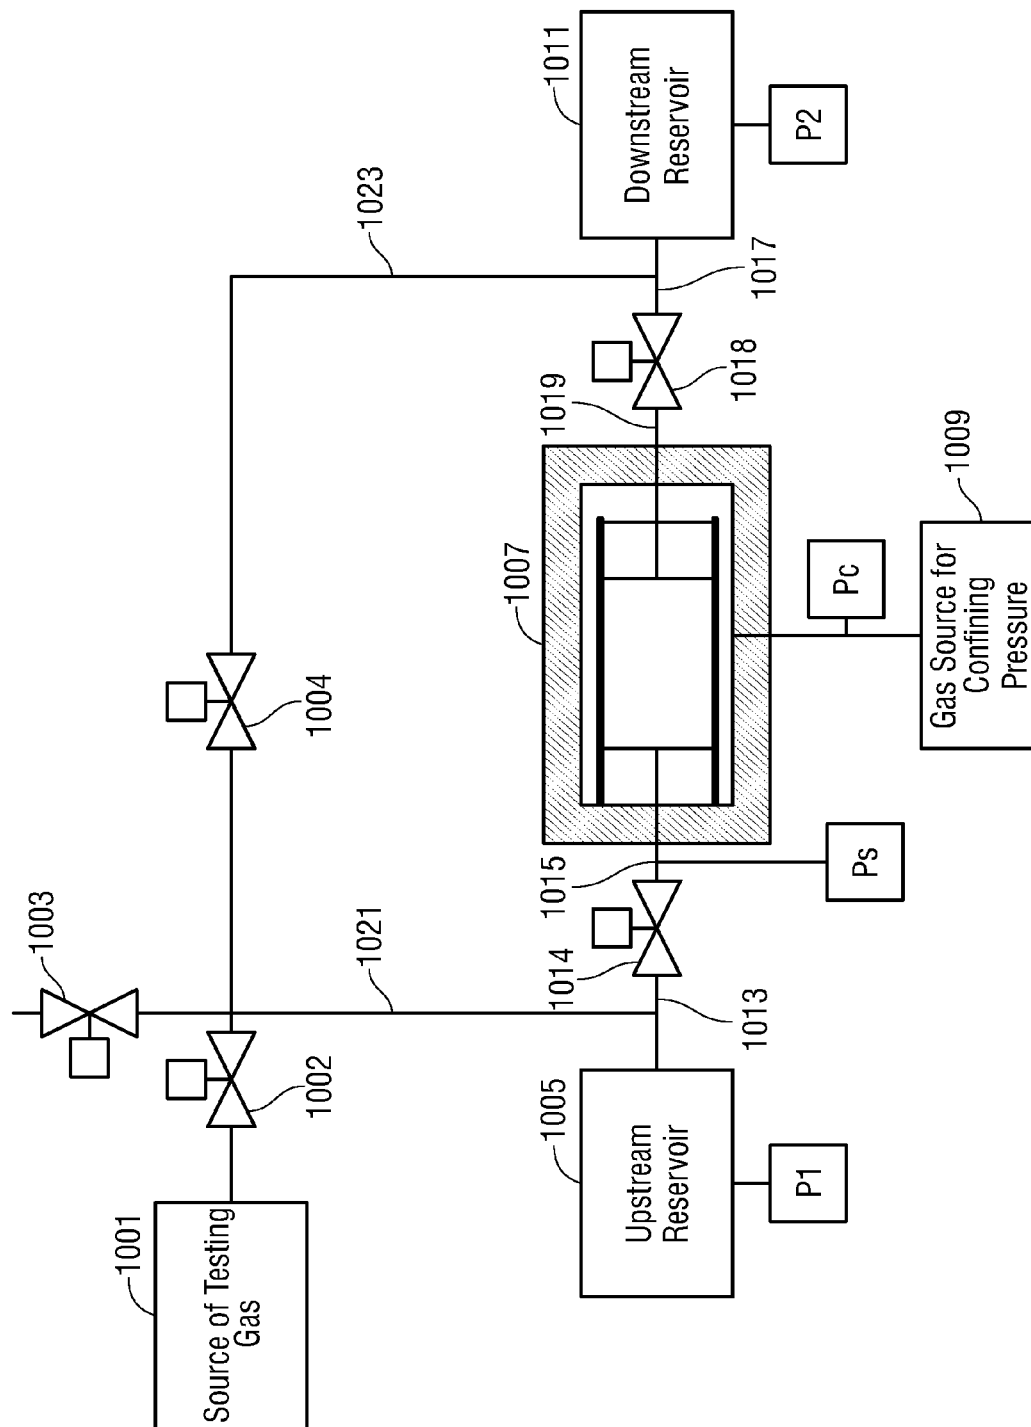 1001
Source of Testing
Gas
1002
1003
1004
1021
1023
1005
Upstream
Reservoir
P1
1013
1014
1015
Ps
1007
Pc
1009
Gas Source for
Confining
Pressure
1019
1018
1017
1011
Downstream
Reservoir
P2